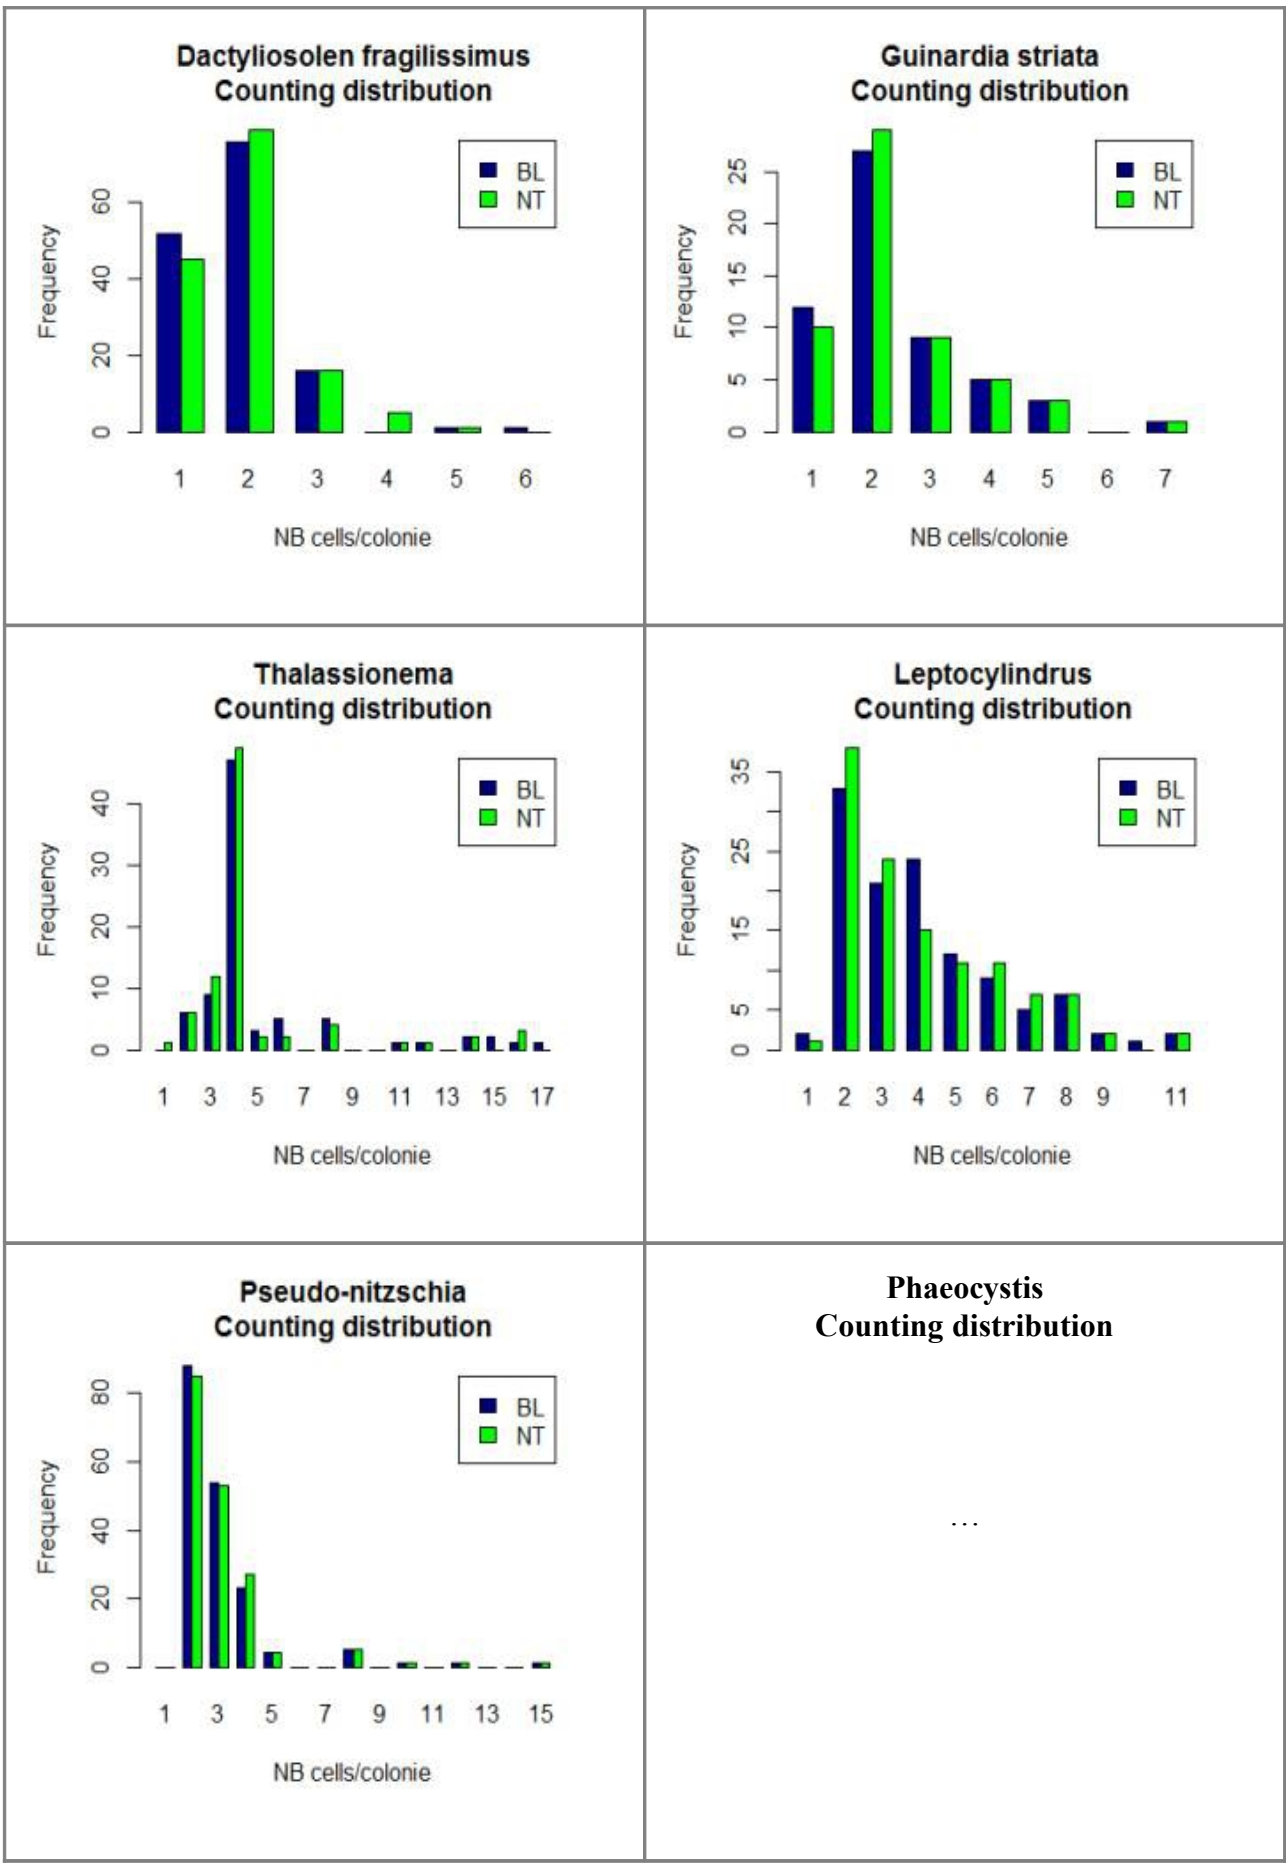 Dactyliosolen fragilissimus
Counting distribution
BL
NT
Frequency
0
20
40
60
1 2 3 4 5 6
NB cells/colonie
Guinardia striata
Counting distribution
BL
NT
Frequency
0
5
10
15
20
25
1 2 3 4 5 6 7
NB cells/colonie
Thalassionema
Counting distribution
BL
NT
Frequency
0
10
20
30
40
1 3 5 7 9 11 13 15 17
NB cells/colonie
Leptocylindrus
Counting distribution
BL
NT
Frequency
0
5
15
25
35
1 2 3 4 5 6 7 8 9 11
NB cells/colonie
Pseudo-nitzschia
Counting distribution
BL
NT
Frequency
0
20
40
60
80
1 3 5 7 9 11 13 15
NB cells/colonie
Phaeocystis
Counting distribution
…